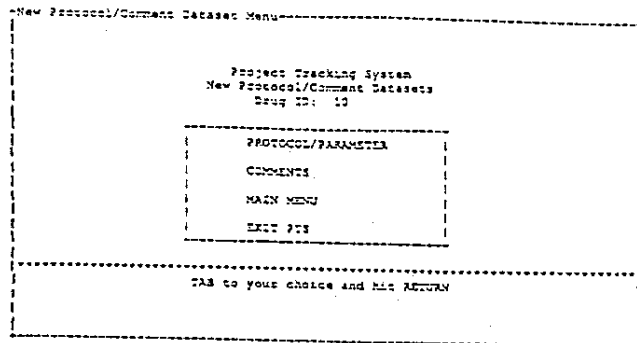 New Protocol/Comment Dataset Menu
Project Tracking System
New Protocol/Comment Datasets
Drug ID: 10
PROTOCOL/PARAMETER
COMMENTS
MAIN MENU
EXIT PTS
TAB to your choice and hit RETURN